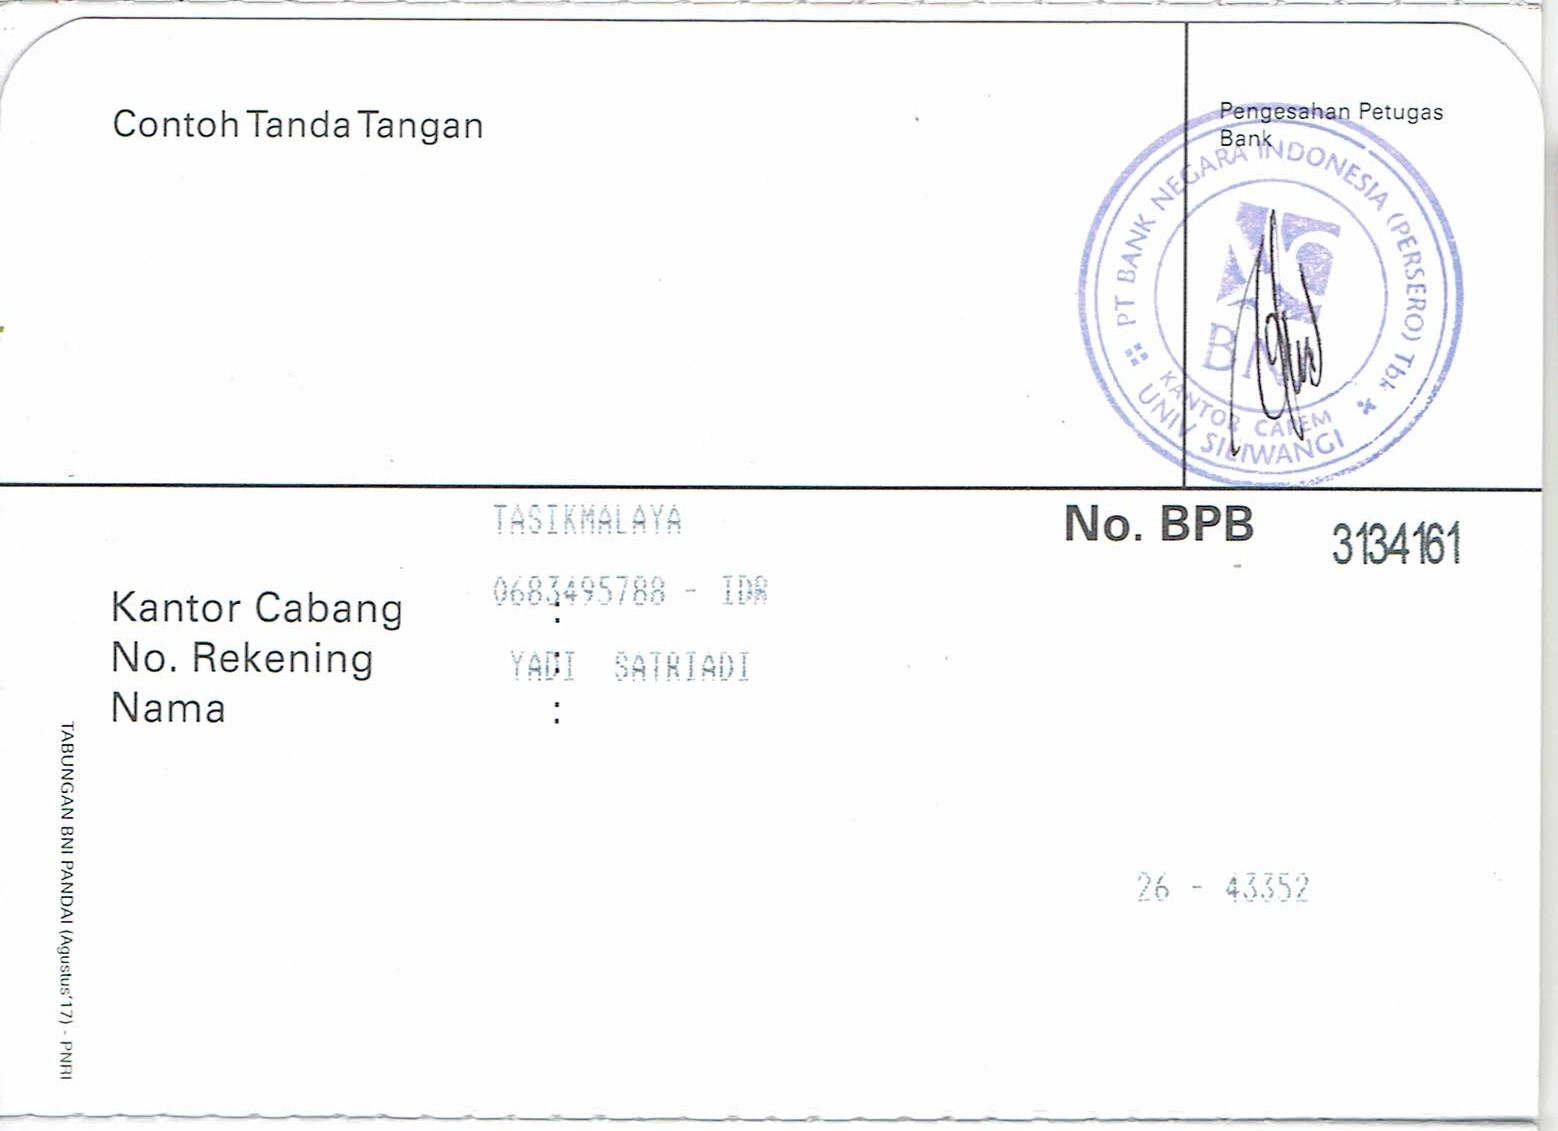 Contoh Tanda Tangan
Pengesahan Petugas
Bank
PT BANK NEGARA INDONESIA (PERSERO) Tbk
BNI
KANTOR CAPEM
UNIV SILIWANGI
No. BPB 3134161
TASIKMALAYA
Kantor Cabang :
0683495788 - IDR
No. Rekening :
YADI SATRIADI
Nama :
26 - 43352
TABUNGAN BNI PANDAI (Agustus'17) - PNRI